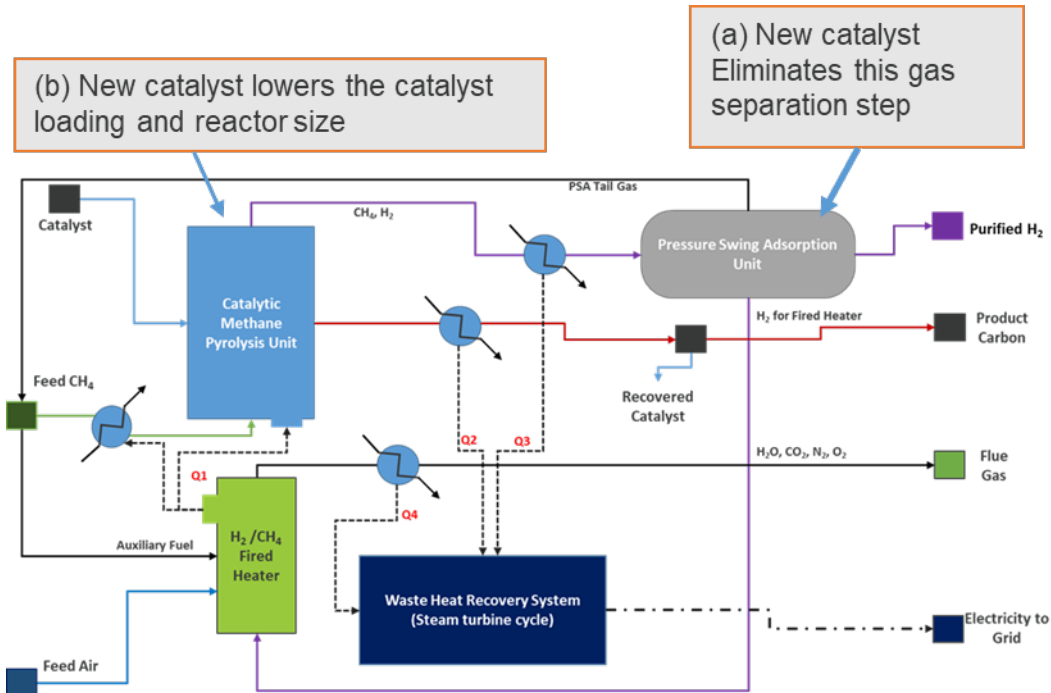 (a) New catalyst
Eliminates this gas
separation step
(b) New catalyst lowers the catalyst
loading and reactor size
PSA Tail Gas
Catalyst
CH₄, H₂
Pressure Swing Adsorption
Unit
Purified H₂
Catalytic
Methane
Pyrolysis Unit
H₂ for Fired Heater
Product
Carbon
Feed CH₄
Recovered
Catalyst
Q1
Q2
Q3
H₂O, CO₂, N₂, O₂
Flue
Gas
Q4
Auxiliary Fuel
H₂ /CH₄
Fired
Heater
Waste Heat Recovery System
(Steam turbine cycle)
Electricity to
Grid
Feed Air